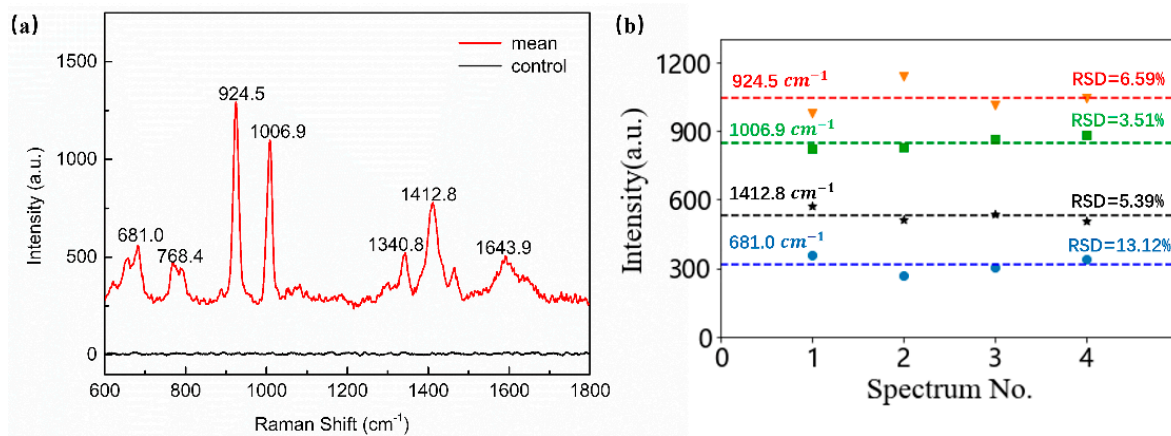 (a)
1500
1000
500
0
Intensity (a.u.)
mean
control
681.0
768.4
924.5
1006.9
1340.8
1412.8
1643.9
600
800
1000
1200
1400
1600
1800
Raman Shift (cm⁻¹)
(b)
1200
900
600
300
0
Intensity(a.u.)
924.5 cm⁻¹
RSD=6.59%
1006.9 cm⁻¹
RSD=3.51%
1412.8 cm⁻¹
RSD=5.39%
681.0 cm⁻¹
RSD=13.12%
0
1
2
3
4
Spectrum No.